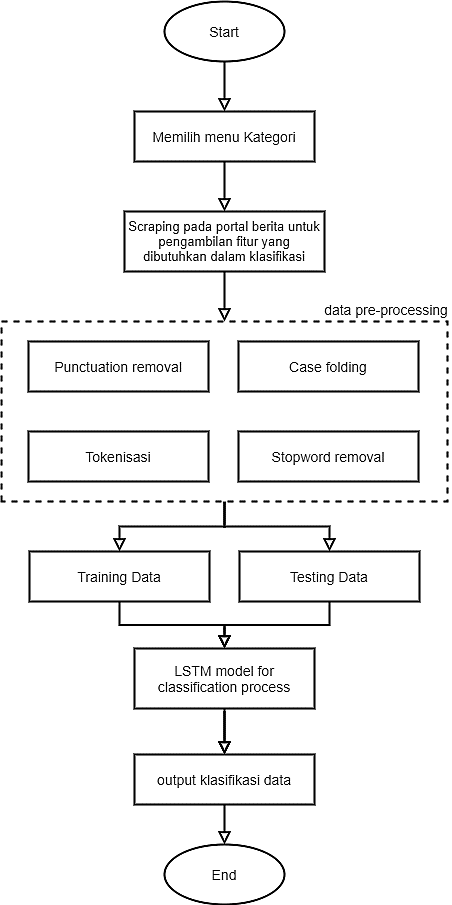 Start
Memilih menu Kategori
Scraping pada portal berita untuk
pengambilan fitur yang
dibutuhkan dalam klasifikasi
data pre-processing
Punctuation removal
Case folding
Tokenisasi
Stopword removal
Training Data
Testing Data
LSTM model for
classification process
output klasifikasi data
End